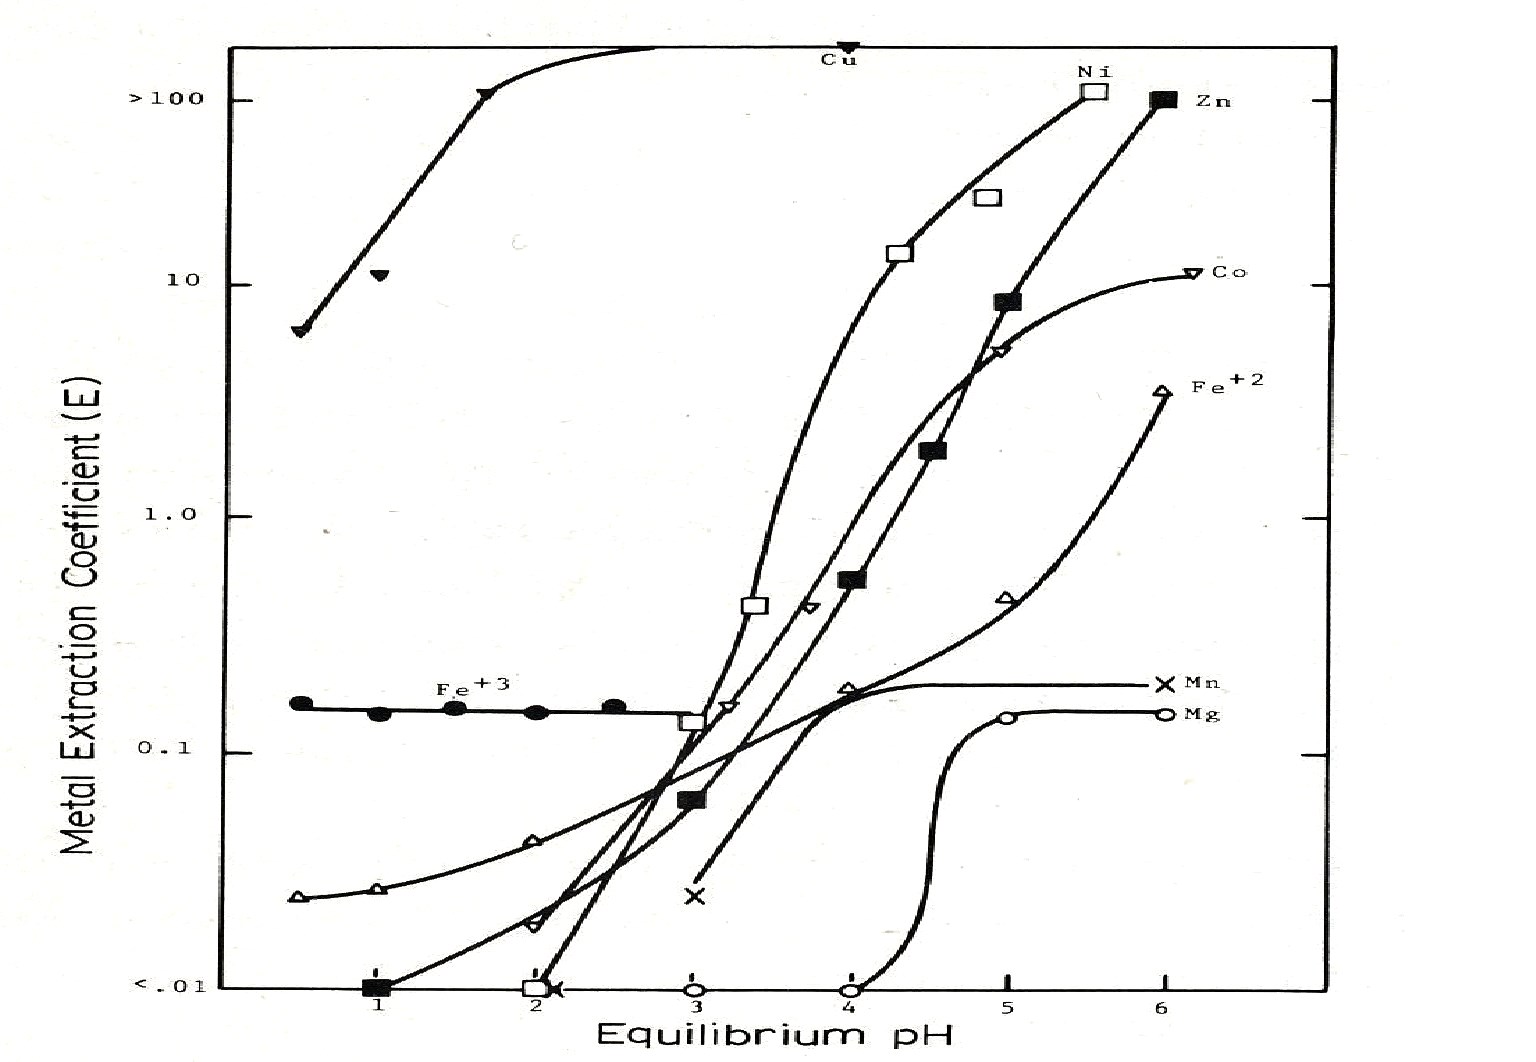 Cu
Ni
>100
Zn
10
Co
Fe+2
1.0
Fe+3
Mn
Mg
0.1
<.01
1 2 3 4 5 6
Equilibrium pH
Metal Extraction Coefficient (E)